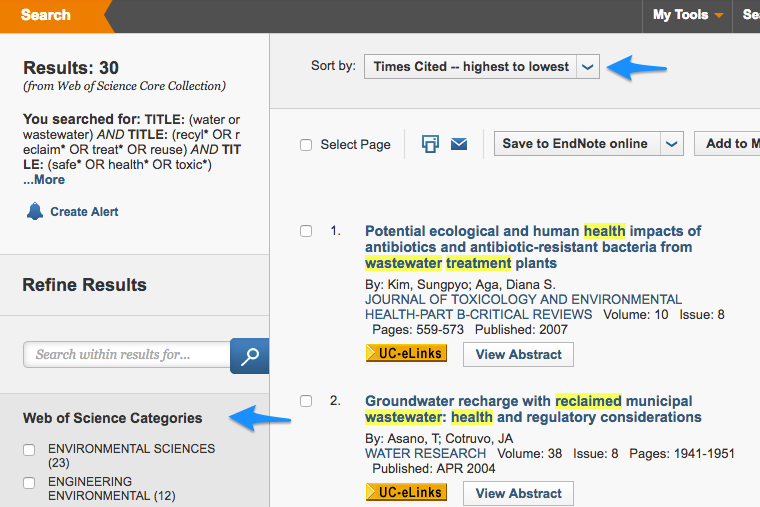 Search
My Tools
Se
Results: 30
(from Web of Science Core Collection)
You searched for: TITLE: (water or
wastewater) AND TITLE: (recyl* OR r
eclaim* OR treat* OR reuse) AND TIT
LE: (safe* OR health* OR toxic*)
...More
Create Alert
Refine Results
Search within results for...
Web of Science Categories
ENVIRONMENTAL SCIENCES
(23)
ENGINEERING
ENVIRONMENTAL (12)
Sort by: Times Cited -- highest to lowest
Select Page
Save to EndNote online
Add to M
1. Potential ecological and human health impacts of
antibiotics and antibiotic-resistant bacteria from
wastewater treatment plants
By: Kim, Sungpyo; Aga, Diana S.
JOURNAL OF TOXICOLOGY AND ENVIRONMENTAL
HEALTH-PART B-CRITICAL REVIEWS Volume: 10 Issue: 8
Pages: 559-573 Published: 2007
UC-eLinks View Abstract
2. Groundwater recharge with reclaimed municipal
wastewater: health and regulatory considerations
By: Asano, T; Cotruvo, JA
WATER RESEARCH Volume: 38 Issue: 8 Pages: 1941-1951
Published: APR 2004
UC-eLinks View Abstract